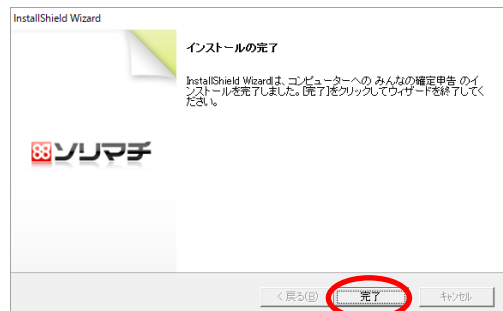 InstallShield Wizard
インストールの完了
InstallShield Wizardは、コンピューターへの みんなの確定申告 のイ
ンストールを完了しました。[完了]をクリックしてウィザードを終了してく
ださい。
88 ソリマチ
< 戻る(B)
完了
キャンセル